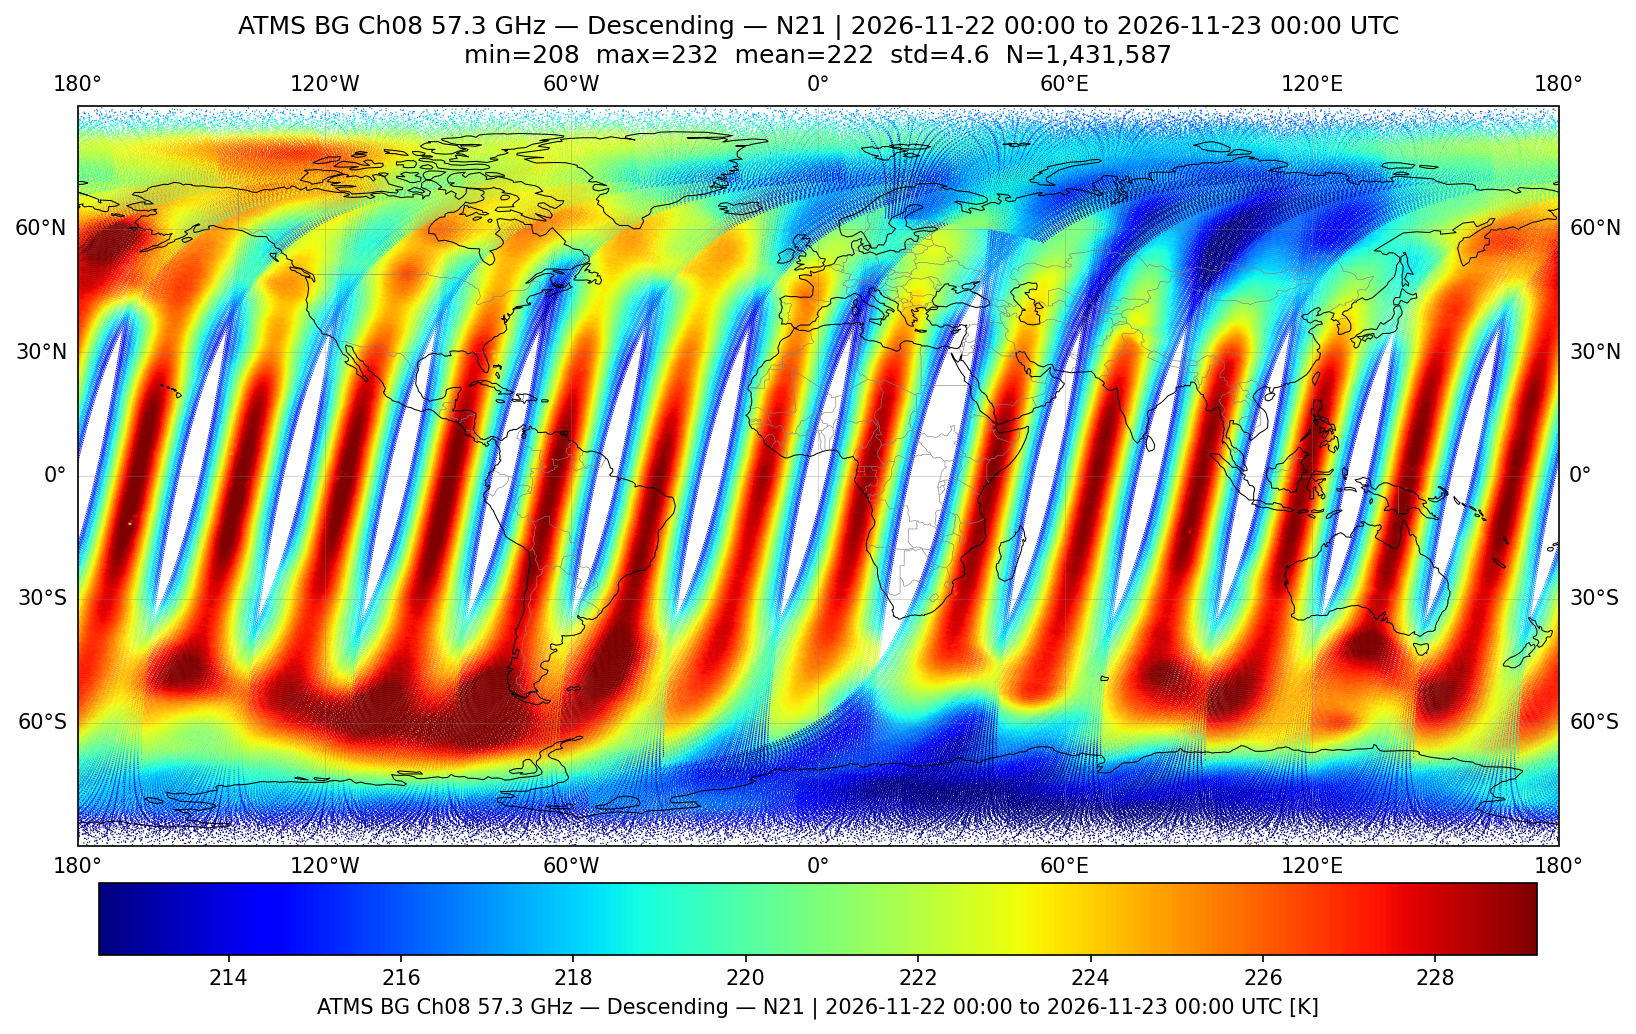 ATMS BG Ch08 57.3 GHz — Descending — N21 | 2026-11-22 00:00 to 2026-11-23 00:00 UTC
min=208  max=232  mean=222  std=4.6  N=1,431,587
180° 120°W 60°W 0° 60°E 120°E 180°
60°N 60°N
30°N 30°N
0° 0°
30°S 30°S
60°S 60°S
180° 120°W 60°W 0° 60°E 120°E 180°
214 216 218 220 222 224 226 228
ATMS BG Ch08 57.3 GHz — Descending — N21 | 2026-11-22 00:00 to 2026-11-23 00:00 UTC [K]